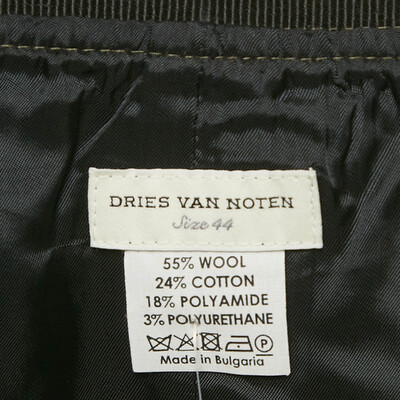 DRIES VAN NOTEN
Size 44
55% WOOL
24% COTTON
18% POLYAMIDE
3% POLYURETHANE
P
Made in Bulgaria